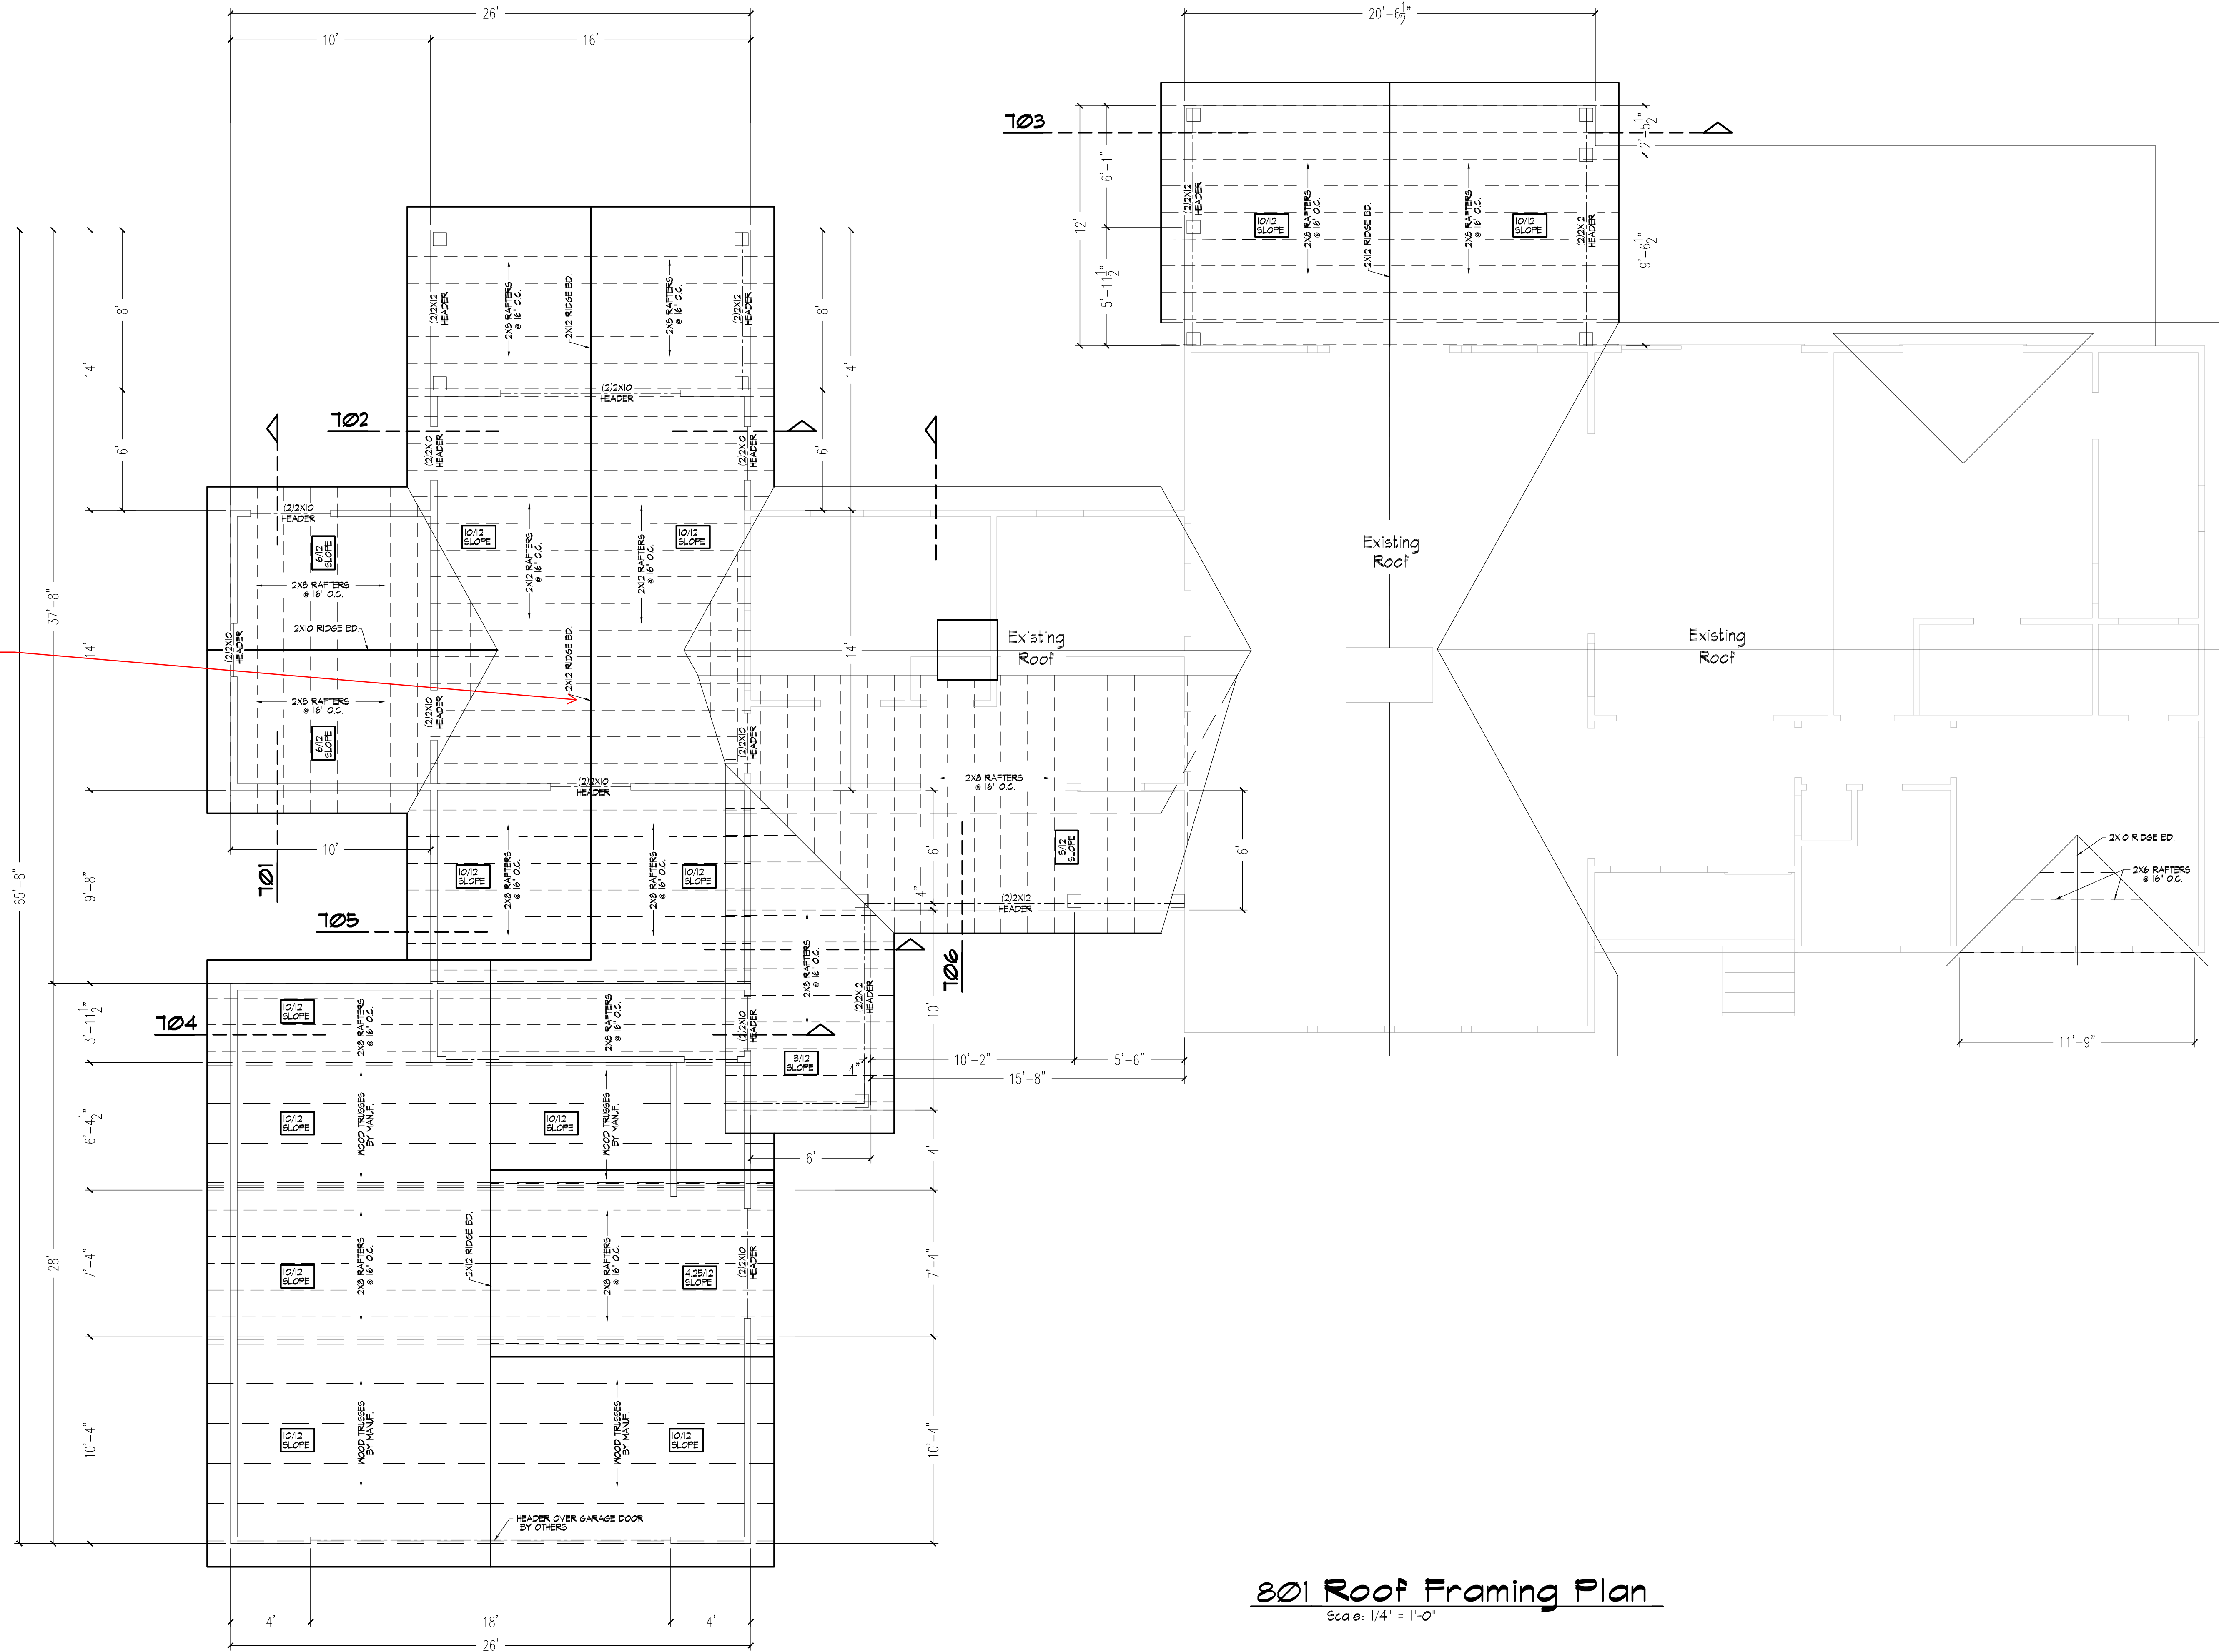 26'
10'
16'
20'-6 1/2"
703
12'
6'-1"
5'-11 1/2"
2'-5 1/2"
9'-6 1/2"
(2)2X12
HEADER
10/12
SLOPE
2X8 RAFTERS
@ 16" O.C.
2X12 RIDGE BD.
2X8 RAFTERS
@ 16" O.C.
10/12
SLOPE
(2)2X12
HEADER
65'-8"
37'-8"
14'
8'
6'
(2)2X12
HEADER
2X8 RAFTERS
@ 16" O.C.
2X12 RIDGE BD.
2X8 RAFTERS
@ 16" O.C.
(2)2X12
HEADER
8'
14'
6'
(2)2X10
HEADER
702
(2)2X10
HEADER
(2)2X10
HEADER
(2)2X10
HEADER
6/12
SLOPE
2X8 RAFTERS
@ 16" O.C.
2X10 RIDGE BD.
(2)2X10
HEADER
14'
2X8 RAFTERS
@ 16" O.C.
6/12
SLOPE
10/12
SLOPE
10/12
SLOPE
2X12 RAFTERS
@ 16" O.C.
2X12 RAFTERS
@ 16" O.C.
2X12 RIDGE BD.
(2)2X10
HEADER
(2)2X10
HEADER
14'
Existing
Roof
Existing
Roof
Existing
Roof
(2)2X10
HEADER
2X8 RAFTERS
@ 16" O.C.
3/12
SLOPE
6'
6'
4"
(2)2X12
HEADER
2X10 RIDGE BD.
2X6 RAFTERS
@ 16" O.C.
11'-9"
10'
701
9'-8"
10/12
SLOPE
2X8 RAFTERS
@ 16" O.C.
2X8 RAFTERS
@ 16" O.C.
10/12
SLOPE
705
706
2X8 RAFTERS
@ 16" O.C.
(2)2X12
HEADER
10'
704
3'-11 1/2"
10/12
SLOPE
2X8 RAFTERS
@ 16" O.C.
2X8 RAFTERS
@ 16" O.C.
(2)2X10
HEADER
3/12
SLOPE
4"
10'-2"
5'-6"
15'-8"
6'
4'
28'
6'-4 1/2"
10/12
SLOPE
WOOD TRUSSES
BY MANUF.
10/12
SLOPE
WOOD TRUSSES
BY MANUF.
7'-4"
10/12
SLOPE
2X8 RAFTERS
@ 16" O.C.
2X12 RIDGE BD.
2X8 RAFTERS
@ 16" O.C.
4.25/12
SLOPE
(2)2X10
HEADER
7'-4"
10'-4"
10/12
SLOPE
WOOD TRUSSES
BY MANUF.
WOOD TRUSSES
BY MANUF.
10/12
SLOPE
10'-4"
HEADER OVER GARAGE DOOR
BY OTHERS
4'
18'
4'
26'
801 Roof Framing Plan
Scale: 1/4" = 1'-0"